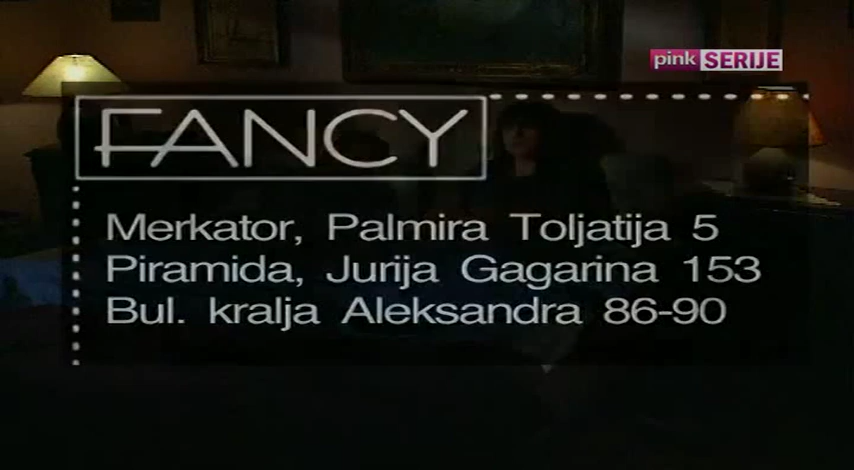 pink SERIJE
FANCY
Merkator, Palmira Toljatija 5
Piramida, Jurija Gagarina 153
Bul. kralja Aleksandra 86-90